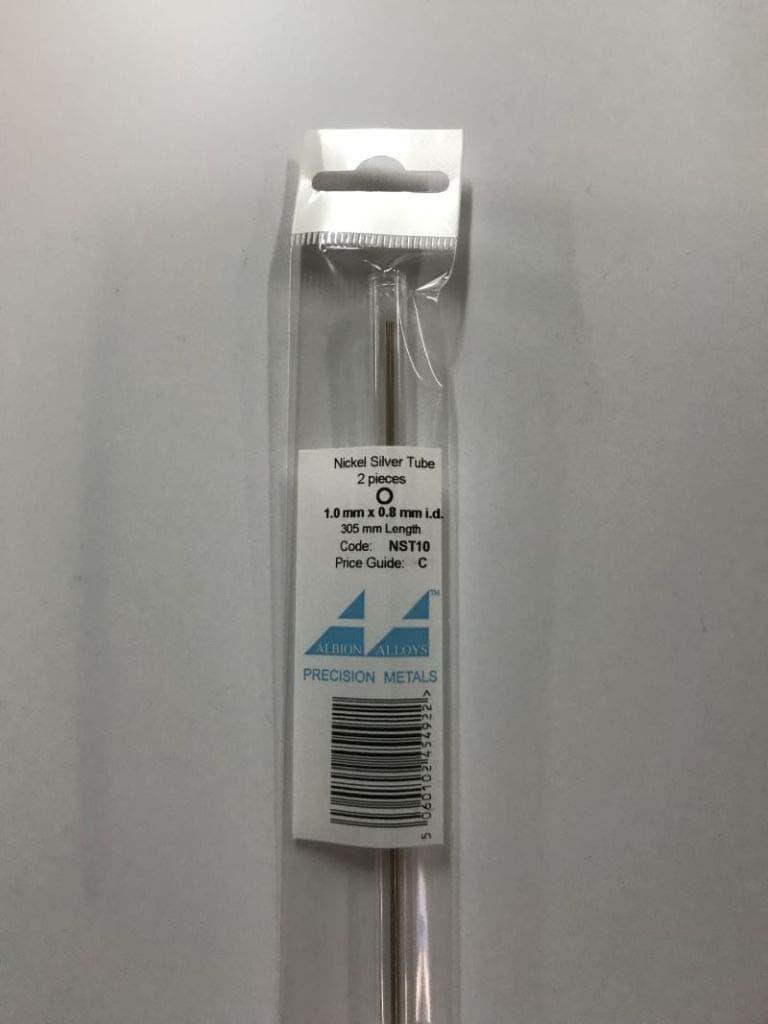 Nickel Silver Tube
2 pieces
1.0 mm x 0.8 mm i.d.
305 mm Length
Code: NST10
Price Guide: C
TM
ALBION ALLOYS
PRECISION METALS
5 060102 454922 >